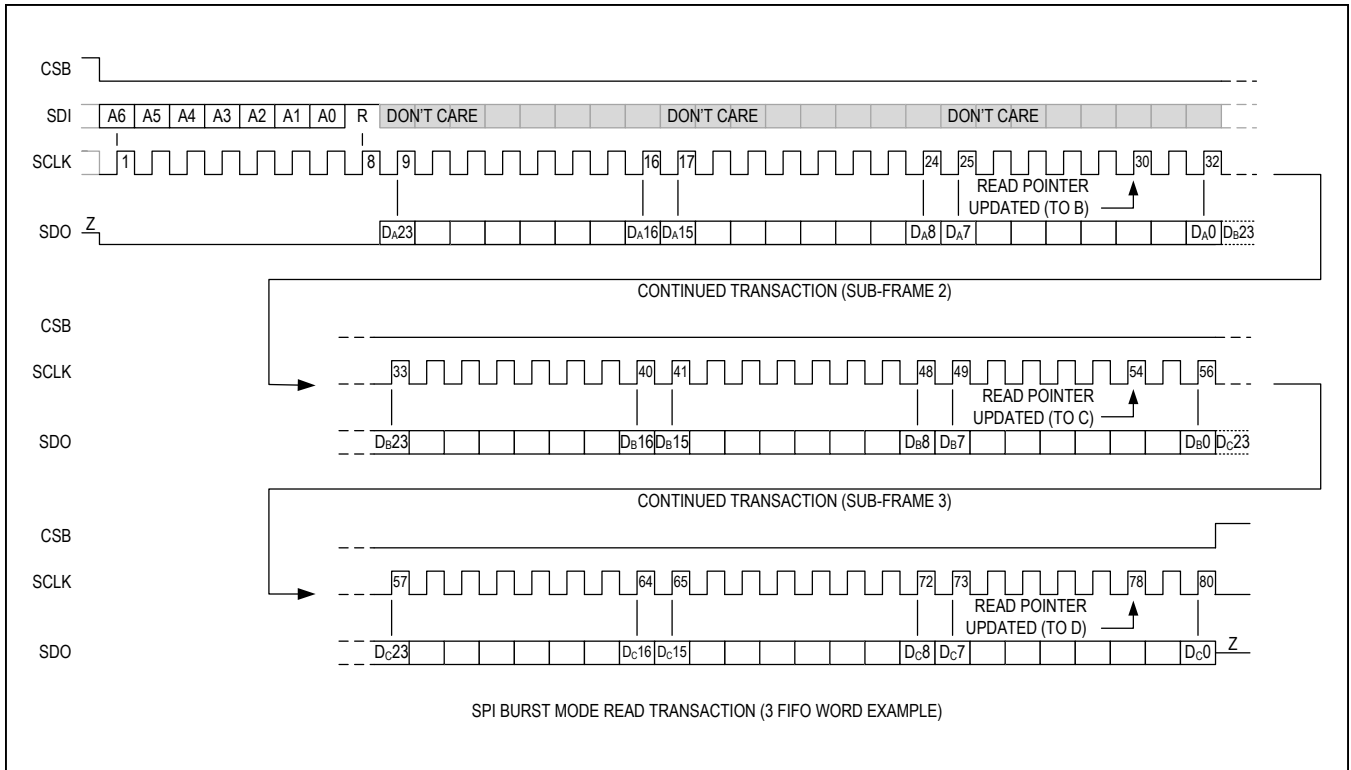 CSB
SDI A6 A5 A4 A3 A2 A1 A0 R DON'T CARE DON'T CARE DON'T CARE
SCLK 1 8 9 16 17 24 25 30 32
READ POINTER
UPDATED (TO B)
SDO Z DA23 DA16 DA15 DA8 DA7 DA0 DB23
CONTINUED TRANSACTION (SUB-FRAME 2)
CSB
SCLK 33 40 41 48 49 54 56
READ POINTER
UPDATED (TO C)
SDO DB23 DB16 DB15 DB8 DB7 DB0 DC23
CONTINUED TRANSACTION (SUB-FRAME 3)
CSB
SCLK 57 64 65 72 73 78 80
READ POINTER
UPDATED (TO D)
SDO DC23 DC16 DC15 DC8 DC7 DC0 Z
SPI BURST MODE READ TRANSACTION (3 FIFO WORD EXAMPLE)